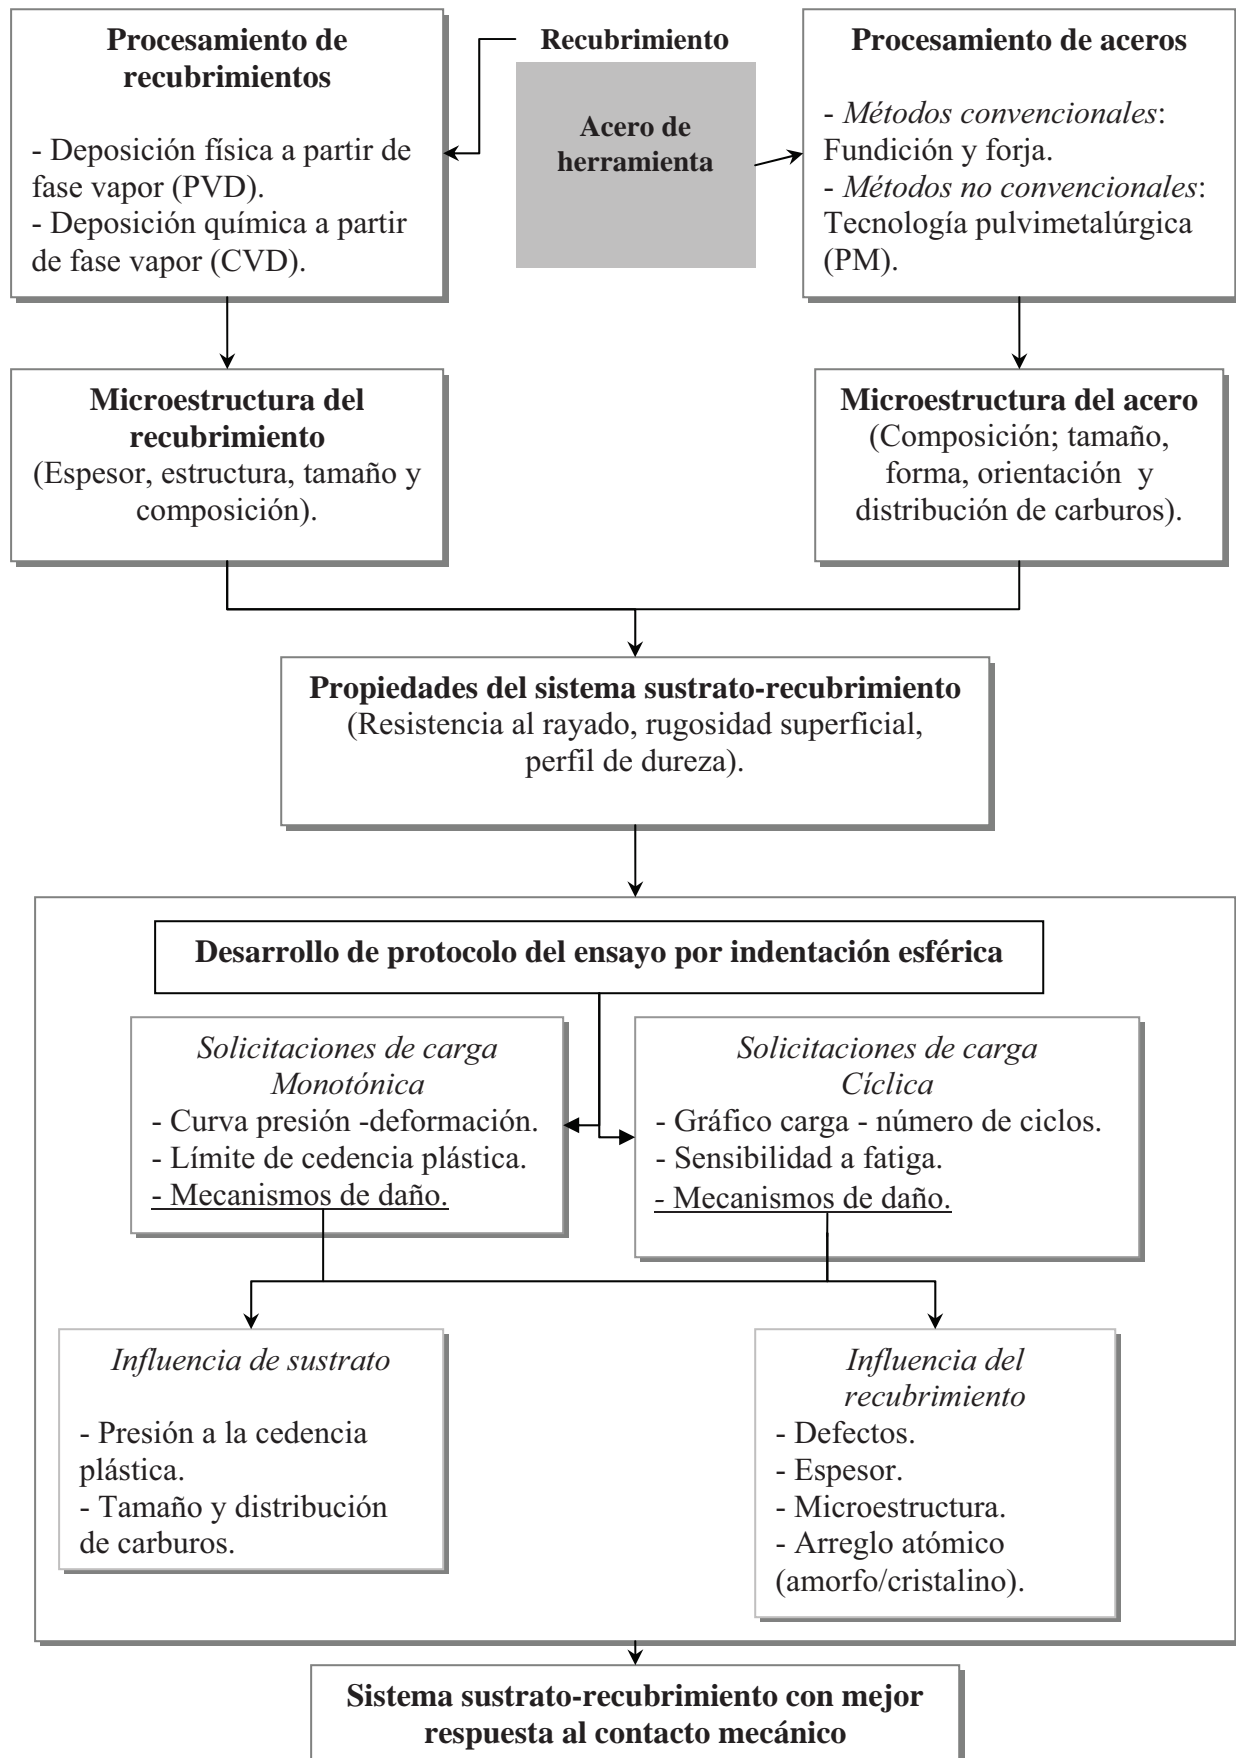 Procesamiento de
recubrimientos
- Deposición física a partir de
fase vapor (PVD).
- Deposición química a partir
de fase vapor (CVD).
Recubrimiento
Acero de
herramienta
Procesamiento de aceros
- Métodos convencionales:
Fundición y forja.
- Métodos no convencionales:
Tecnología pulvimetalúrgica
(PM).
Microestructura del
recubrimiento
(Espesor, estructura, tamaño y
composición).
Microestructura del acero
(Composición; tamaño,
forma, orientación y
distribución de carburos).
Propiedades del sistema sustrato-recubrimiento
(Resistencia al rayado, rugosidad superficial,
perfil de dureza).
Desarrollo de protocolo del ensayo por indentación esférica
Solicitaciones de carga
Monotónica
- Curva presión -deformación.
- Límite de cedencia plástica.
- Mecanismos de daño.
Solicitaciones de carga
Cíclica
- Gráfico carga - número de ciclos.
- Sensibilidad a fatiga.
- Mecanismos de daño.
Influencia de sustrato
- Presión a la cedencia
plástica.
- Tamaño y distribución
de carburos.
Influencia del
recubrimiento
- Defectos.
- Espesor.
- Microestructura.
- Arreglo atómico
(amorfo/cristalino).
Sistema sustrato-recubrimiento con mejor
respuesta al contacto mecánico